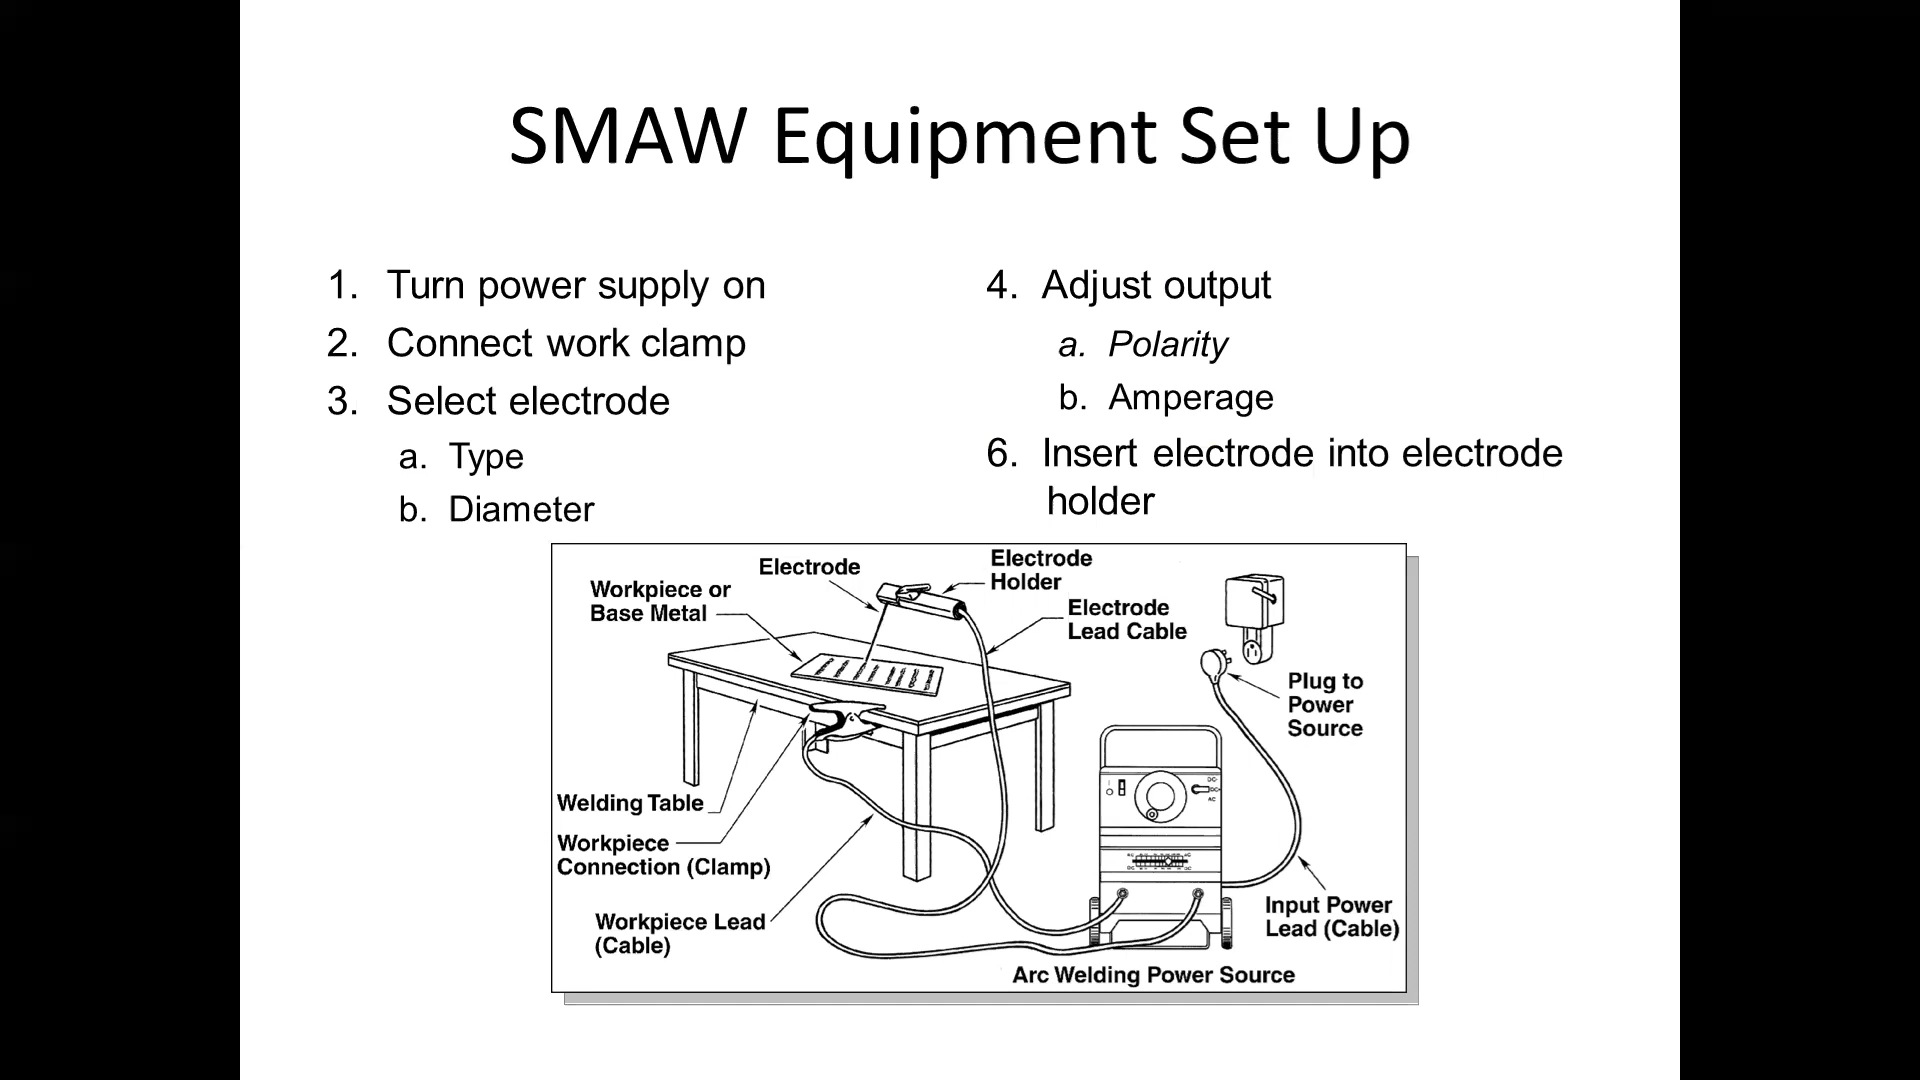 SMAW Equipment Set Up
1. Turn power supply on
2. Connect work clamp
3. Select electrode
a. Type
b. Diameter
4. Adjust output
a. Polarity
b. Amperage
6. Insert electrode into electrode
holder
Electrode
Electrode
Holder
Workpiece or
Base Metal
Electrode
Lead Cable
Plug to
Power
Source
Welding Table
Workpiece
Connection (Clamp)
Workpiece Lead
(Cable)
Input Power
Lead (Cable)
Arc Welding Power Source
AC